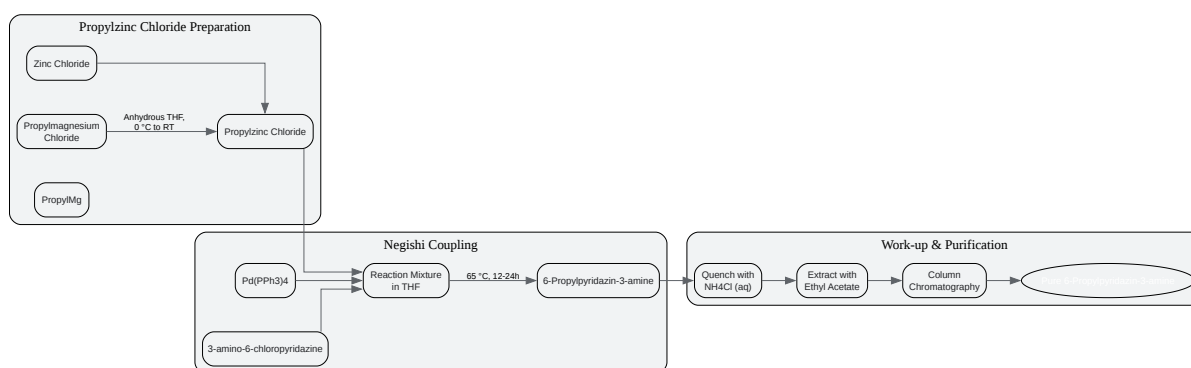 Propylzinc Chloride Preparation
Zinc Chloride
Propylmagnesium
Chloride
Anhydrous THF,
0 °C to RT
Propylzinc Chloride
PropylMg
Negishi Coupling
Pd(PPh3)4
Reaction Mixture
in THF
65 °C, 12-24h
6-Propylpyridazin-3-amine
3-amino-6-chloropyridazine
Work-up & Purification
Quench with
NH4Cl (aq)
Extract with
Ethyl Acetate
Column
Chromatography